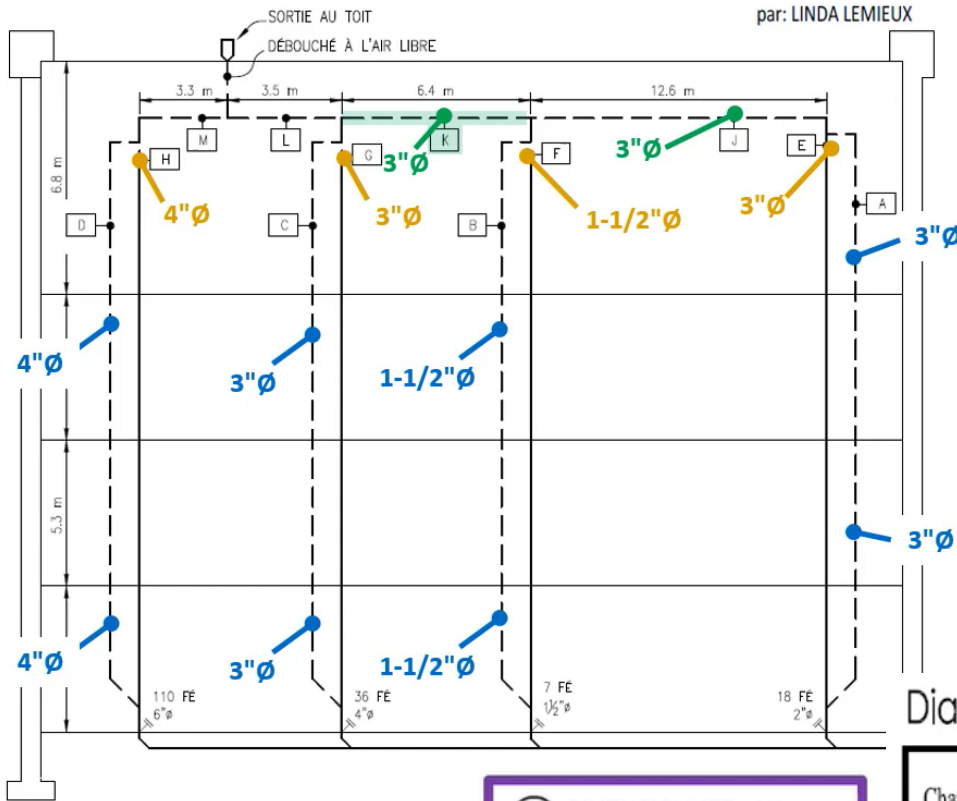 SORTIE AU TOIT
par: LINDA LEMIEUX
DÉBOUCHÉ À L'AIR LIBRE
3.3 m
3.5 m
6.4 m
12.6 m
M
L
K
J
3"Ø
3"Ø
H
G
F
E
6.8 m
4"Ø
3"Ø
1-1/2"Ø
3"Ø
A
D
C
B
3"Ø
4"Ø
3"Ø
1-1/2"Ø
5.3 m
3"Ø
4"Ø
3"Ø
1-1/2"Ø
110 FÉ
6"ø
36 FÉ
4"ø
7 FÉ
1½"ø
18 FÉ
2"ø
Dia